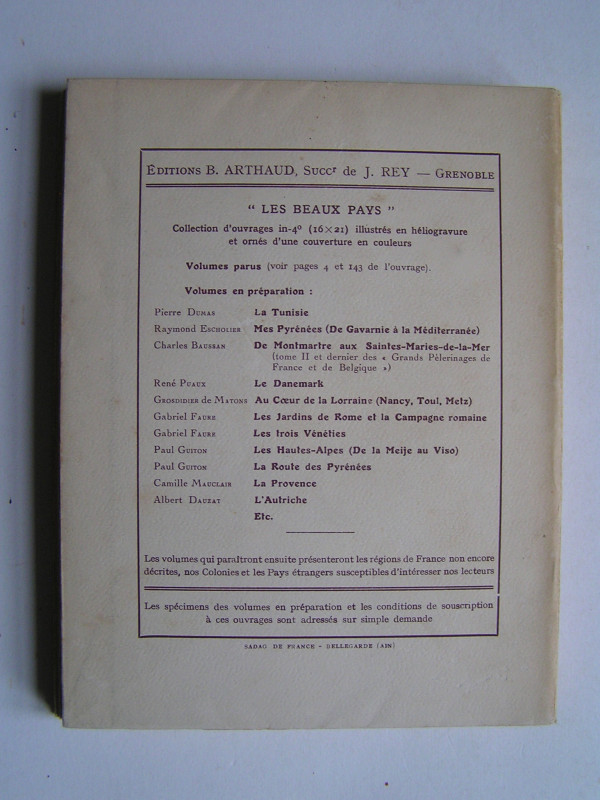 ÉDITIONS B. ARTHAUD, SUCCr de J. REY — GRENOBLE
“ LES BEAUX PAYS ”
Collection d'ouvrages in-4º (16×21) illustrés en héliogravure
et ornés d'une couverture en couleurs
Volumes parus (voir pages 4 et 143 de l'ouvrage).
Volumes en préparation :
Pierre DUMAS La Tunisie
Raymond ESCHOLIER Mes Pyrénées (De Gavarnie à la Méditerranée)
Charles BAUSSAN De Montmartre aux Saintes-Maries-de-la-Mer
(tome II et dernier des « Grands Pèlerinages de
France et de Belgique »)
René PUAUX Le Danemark
GROSDIDIER de MATONS Au Cœur de la Lorraine (Nancy, Toul, Metz)
Gabriel FAURE Les Jardins de Rome et la Campagne romaine
Gabriel FAURE Les trois Vénéties
Paul GUITON Les Hautes-Alpes (De la Meije au Viso)
Paul GUITON La Route des Pyrénées
Camille MAUCLAIR La Provence
Albert DAUZAT L'Autriche
Etc.
Les volumes qui paraîtront ensuite présenteront les régions de France non encore
décrites, nos Colonies et les Pays étrangers susceptibles d'intéresser nos lecteurs
Les spécimens des volumes en préparation et les conditions de souscription
à ces ouvrages sont adressés sur simple demande
SADAG DE FRANCE - BELLEGARDE (AIN)